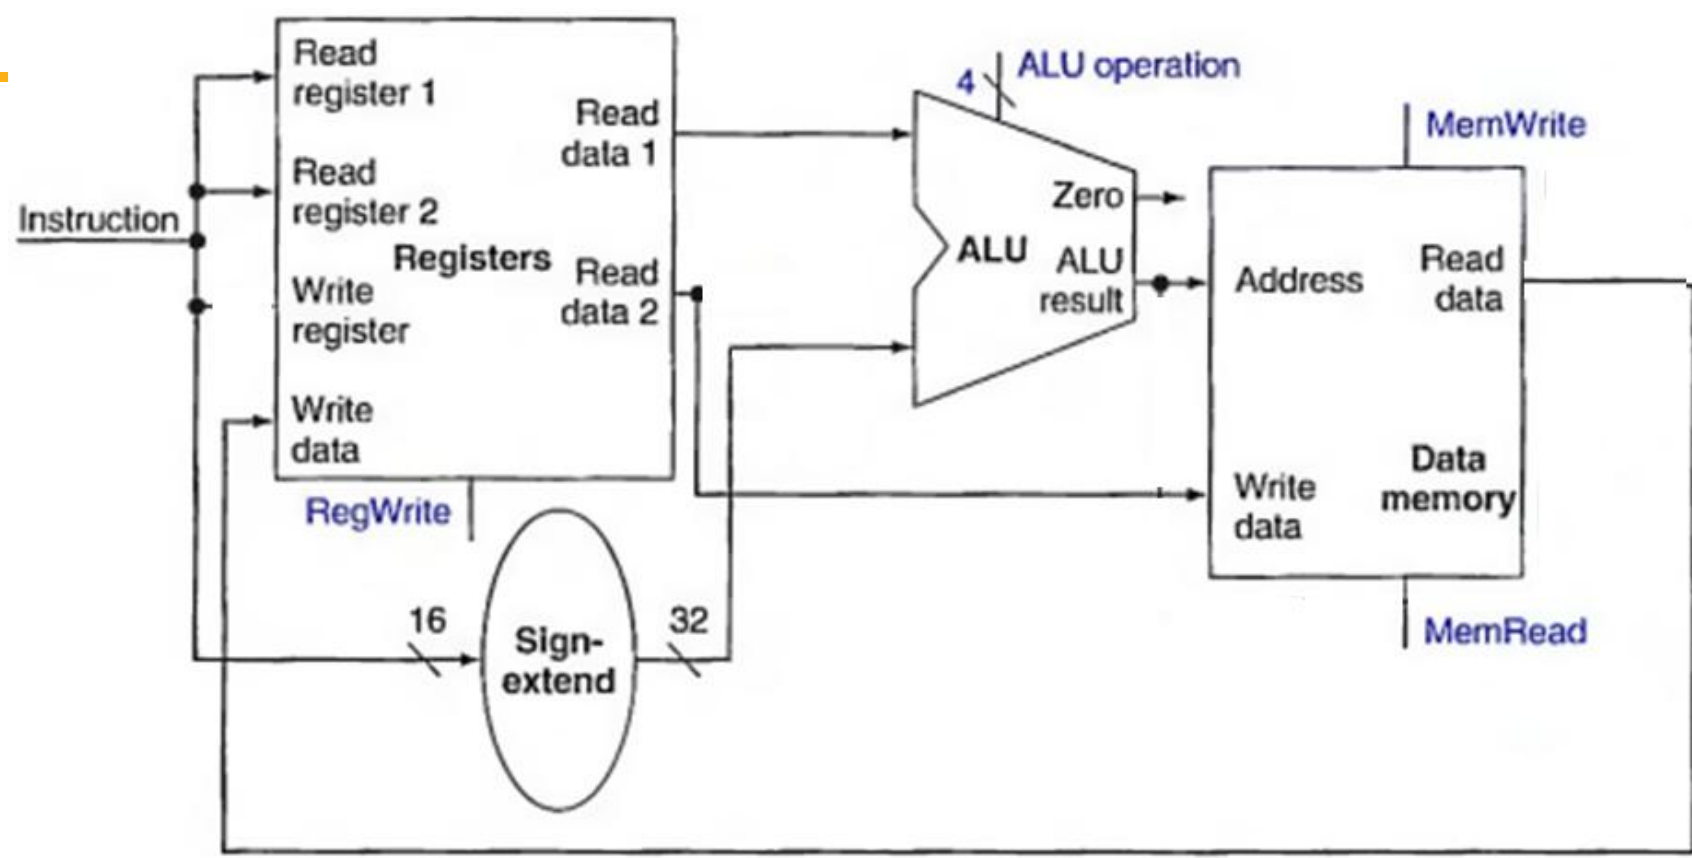 Instruction
Read
register 1
Read
register 2
Registers
Write
register
Write
data
Read
data 1
Read
data 2
RegWrite
16
Sign-
extend
32
4
ALU operation
Zero
ALU
ALU
result
MemWrite
Address
Read
data
Write
data
Data
memory
MemRead